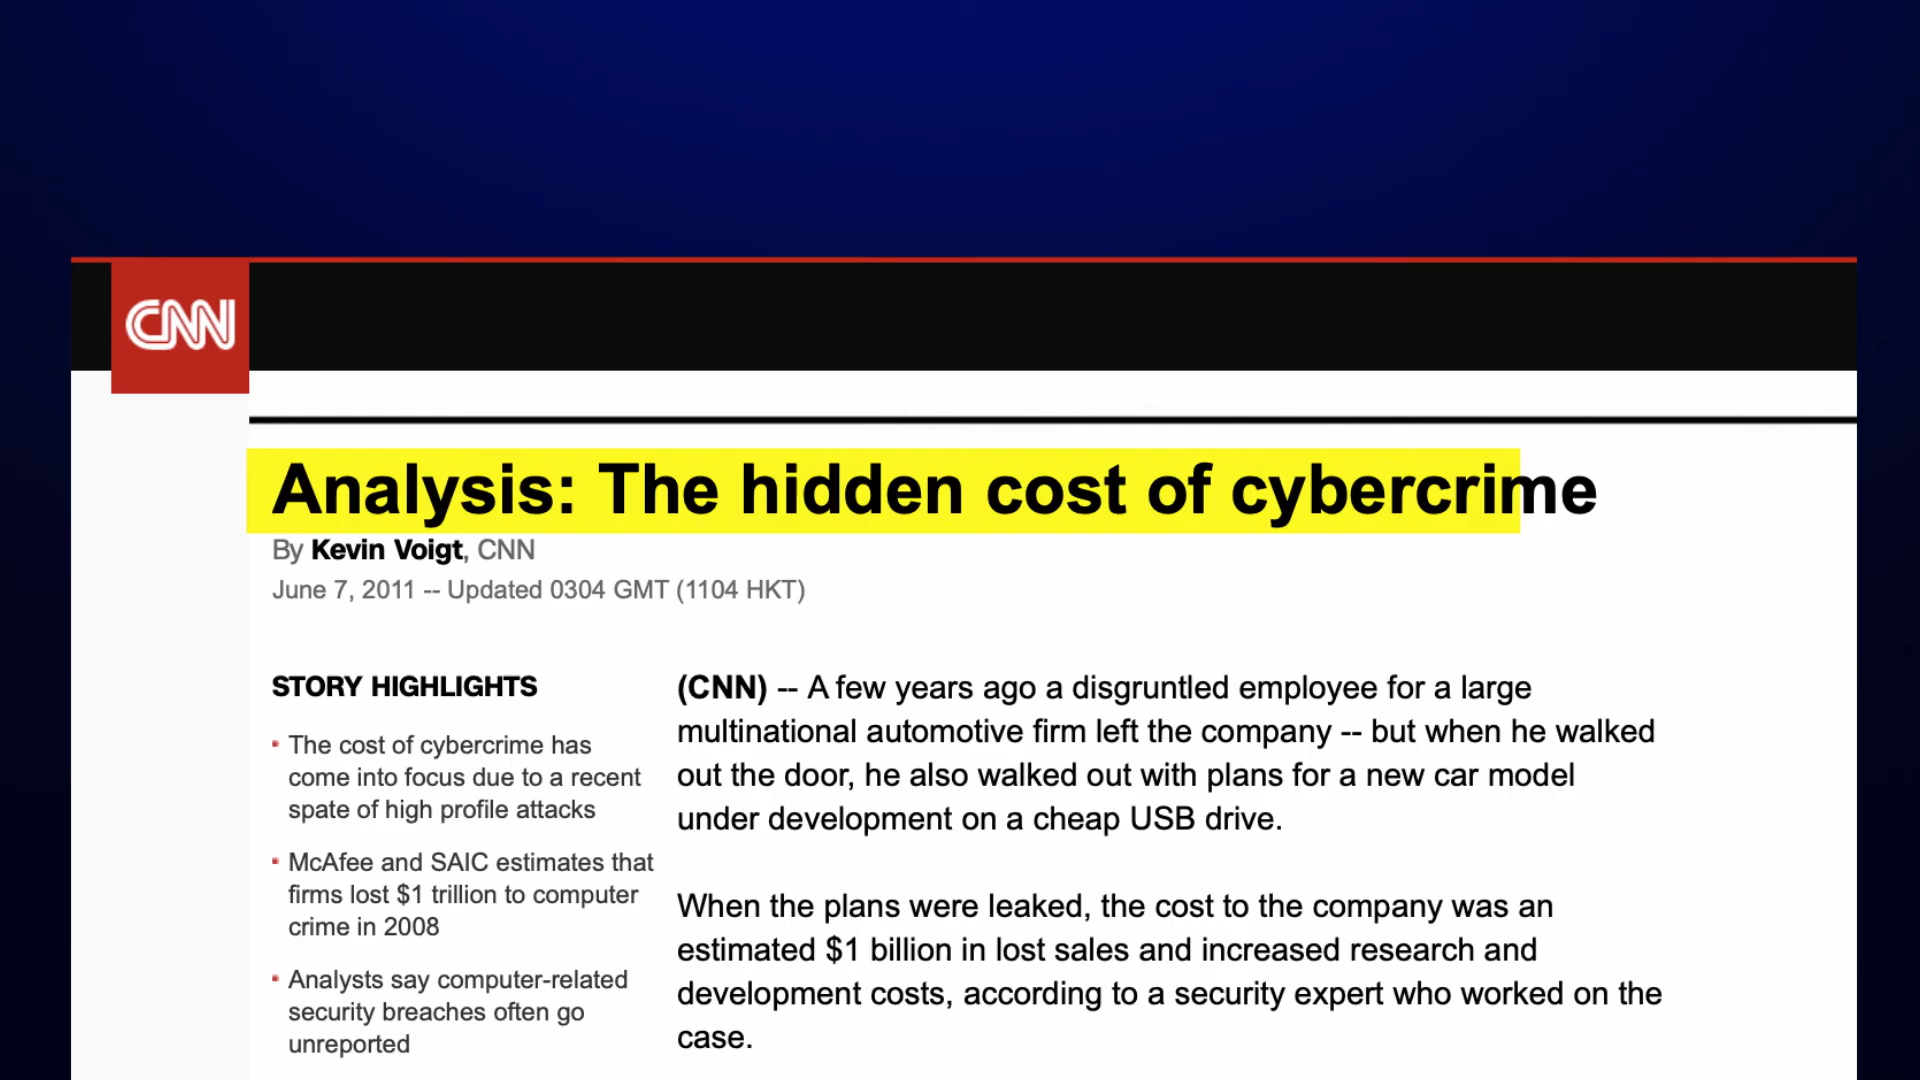 CNN
Analysis: The hidden cost of cybercrime
By Kevin Voigt, CNN
June 7, 2011 -- Updated 0304 GMT (1104 HKT)
STORY HIGHLIGHTS
The cost of cybercrime has
come into focus due to a recent
spate of high profile attacks
McAfee and SAIC estimates that
firms lost $1 trillion to computer
crime in 2008
Analysts say computer-related
security breaches often go
unreported
(CNN) -- A few years ago a disgruntled employee for a large
multinational automotive firm left the company -- but when he walked
out the door, he also walked out with plans for a new car model
under development on a cheap USB drive.
When the plans were leaked, the cost to the company was an
estimated $1 billion in lost sales and increased research and
development costs, according to a security expert who worked on the
case.